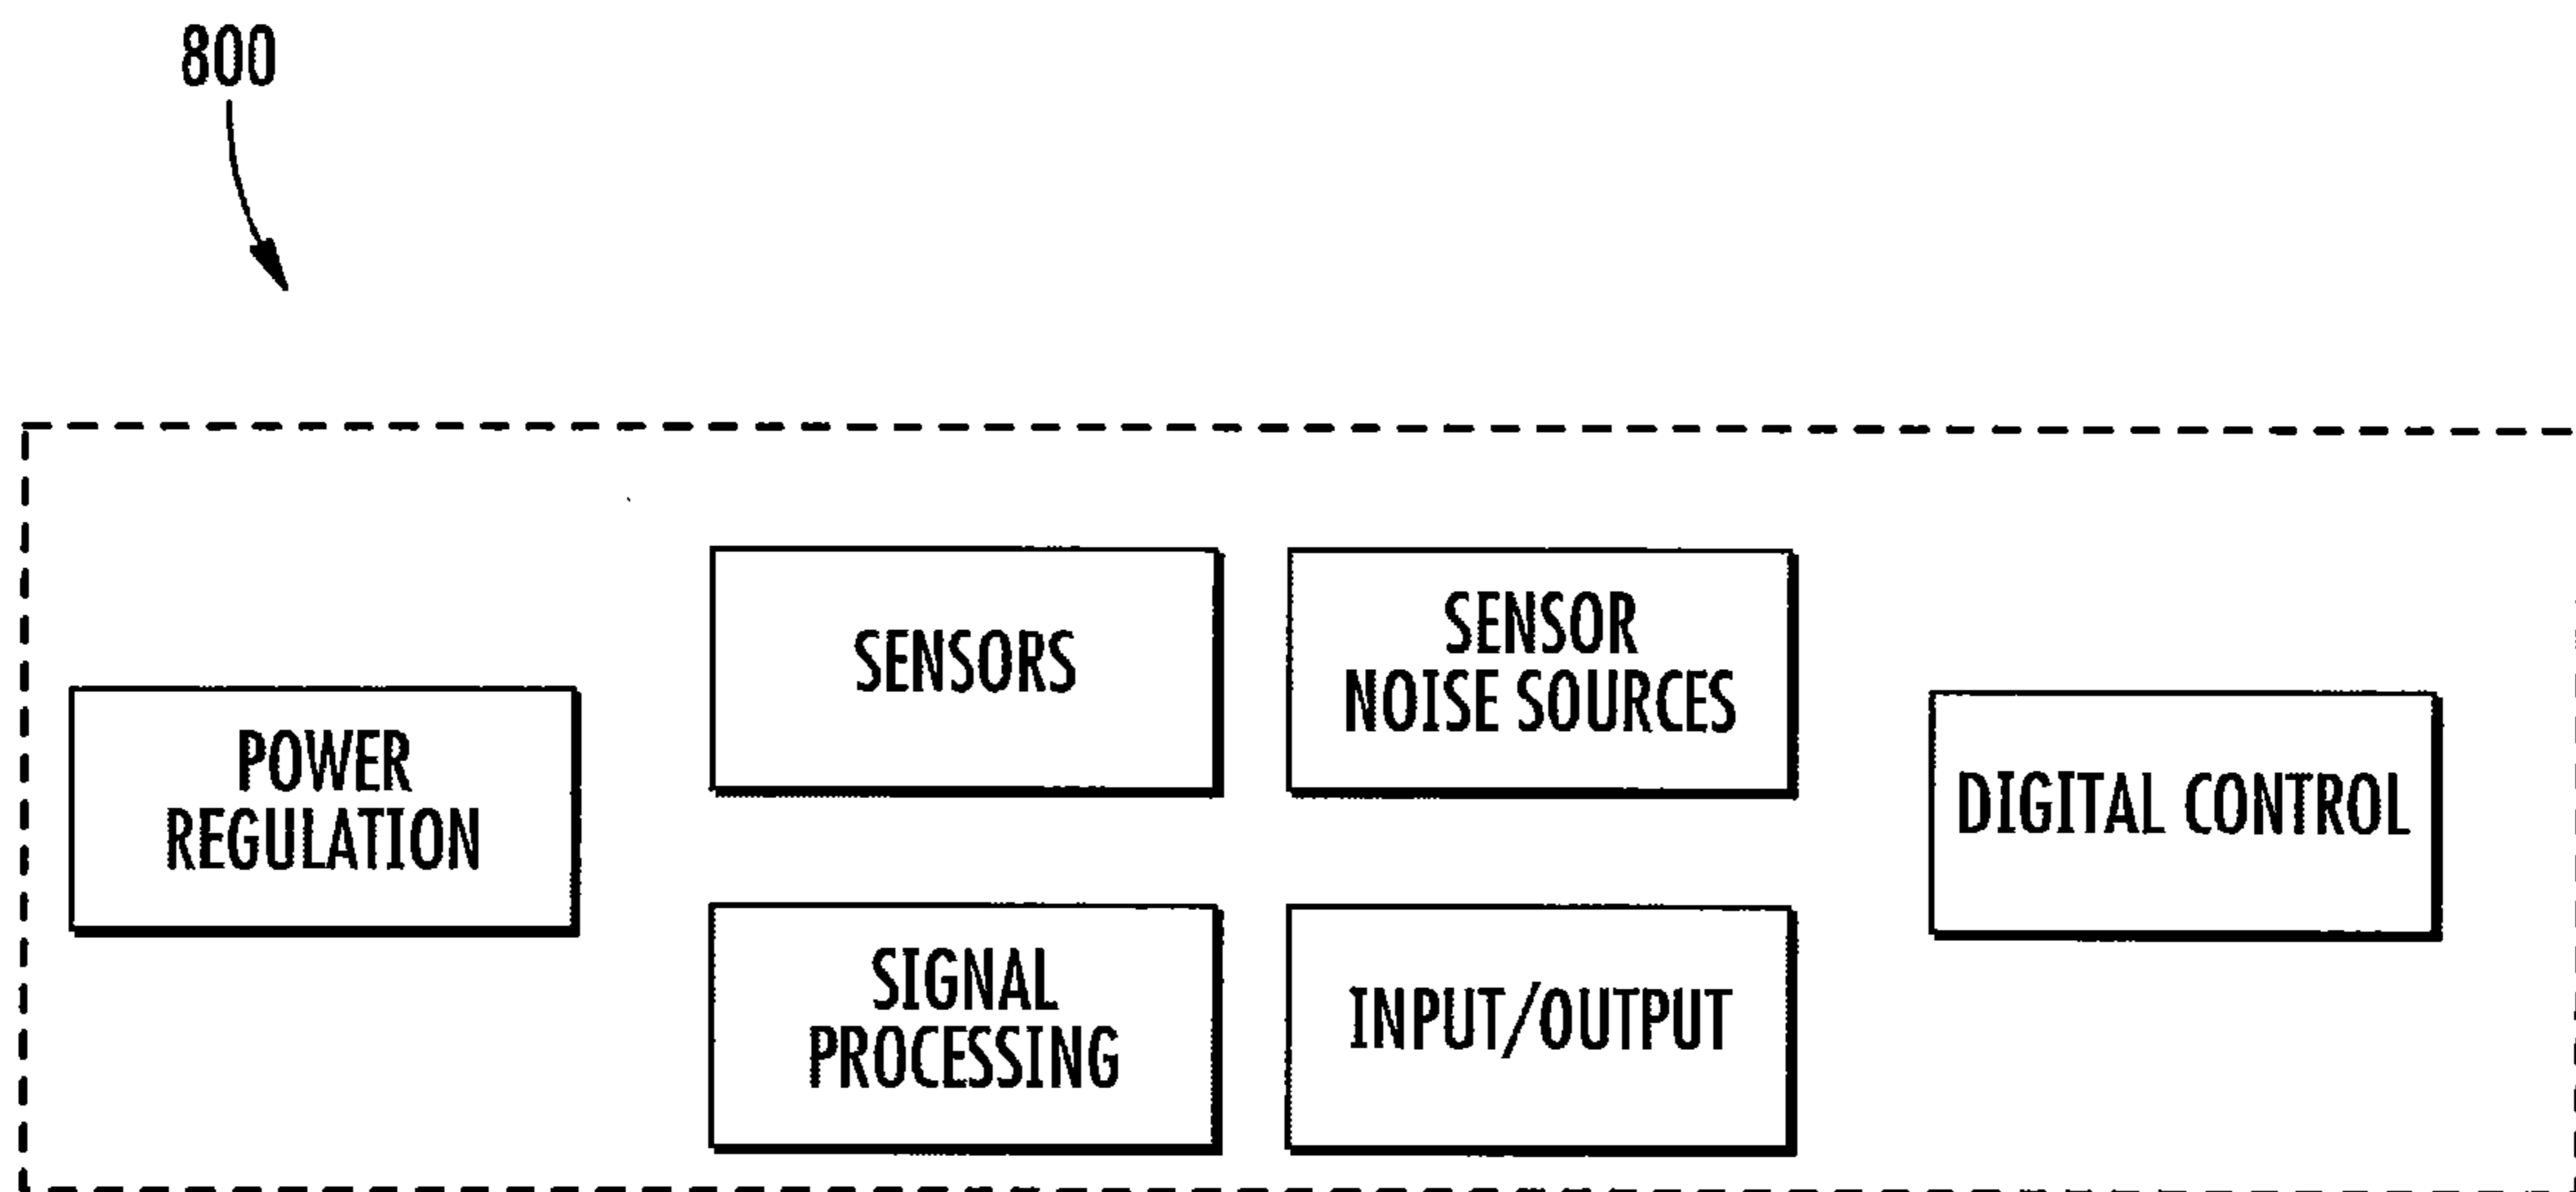 800
POWER
REGULATION
SENSORS
SENSOR
NOISE SOURCES
SIGNAL
PROCESSING
INPUT/OUTPUT
DIGITAL CONTROL